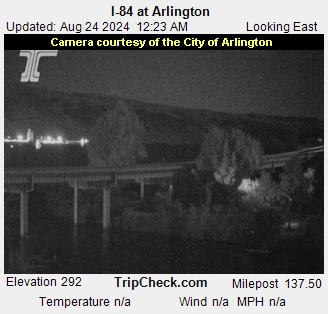 I-84 at Arlington
Updated: Aug 24 2024 12:23 AM Looking East
Camera courtesy of the City of Arlington
Elevation 292 TripCheck.com Milepost 137.50
Temperature n/a Wind n/a MPH n/a